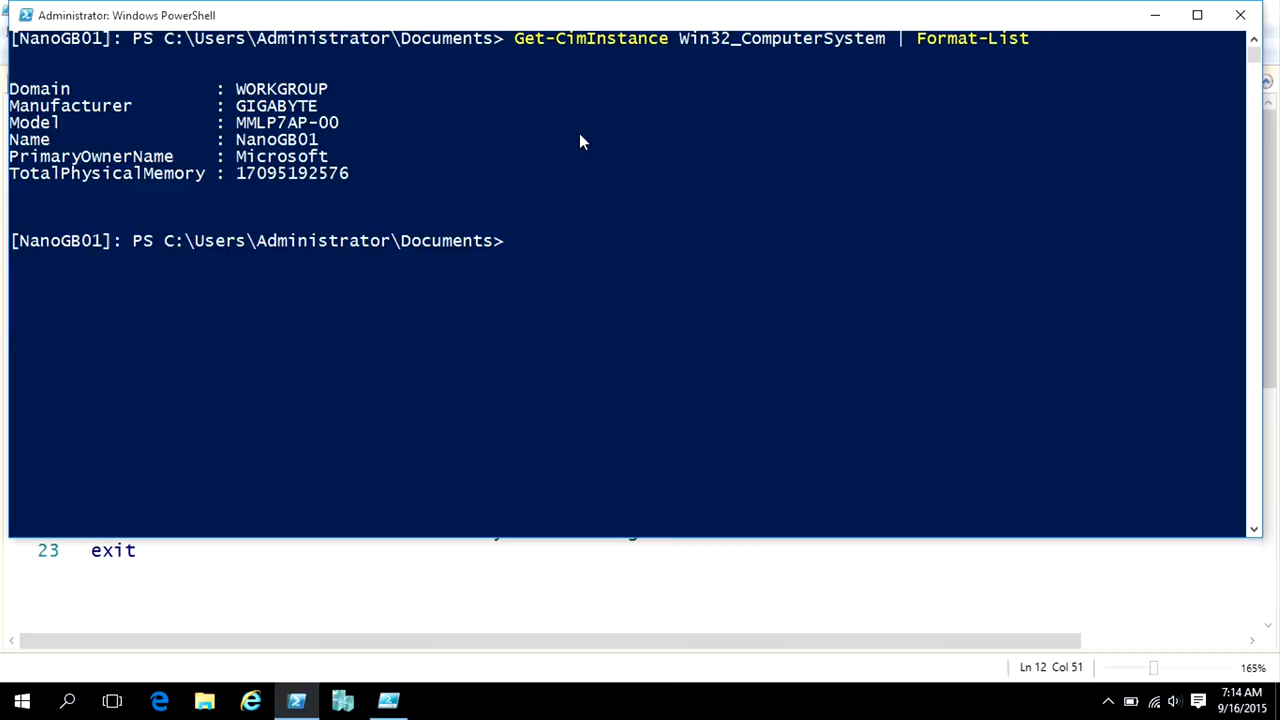 Administrator: Windows PowerShell
[NanoGB01]: PS C:\Users\Administrator\Documents> Get-CimInstance Win32_ComputerSystem | Format-List
Domain : WORKGROUP
Manufacturer : GIGABYTE
Model : MMLP7AP-00
Name : NanoGB01
PrimaryOwnerName : Microsoft
TotalPhysicalMemory : 17095192576
[NanoGB01]: PS C:\Users\Administrator\Documents>
23 exit
Ln 12 Col 51
165%
7:14 AM
9/16/2015